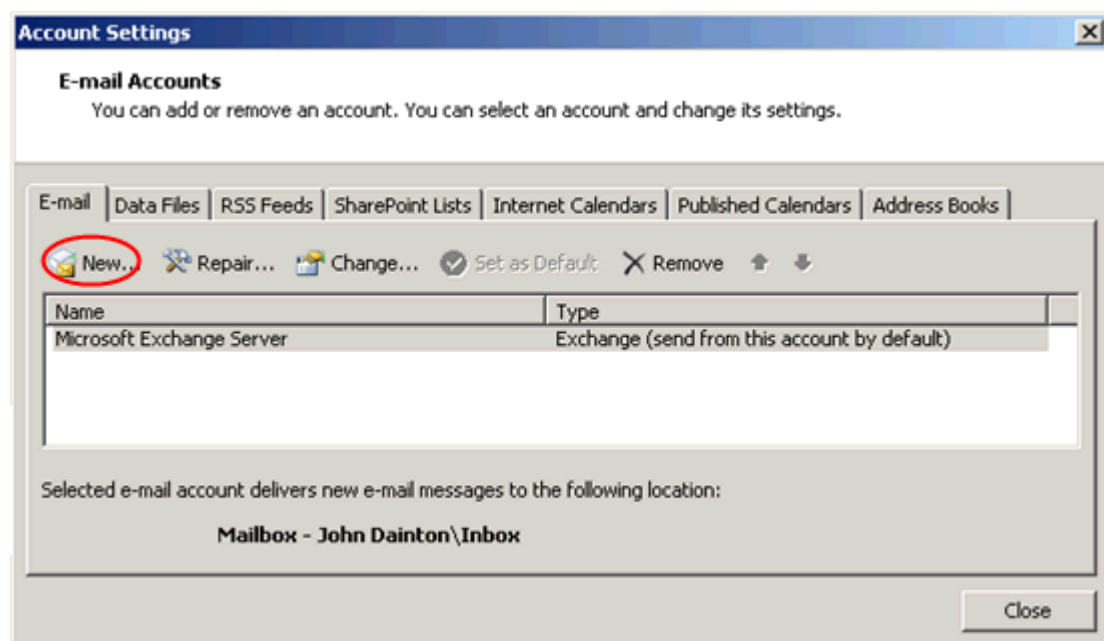 Account Settings
E-mail Accounts
You can add or remove an account. You can select an account and change its settings.
E-mail Data Files RSS Feeds SharePoint Lists Internet Calendars Published Calendars Address Books
New... Repair... Change... Set as Default Remove
Name Type
Microsoft Exchange Server Exchange (send from this account by default)
Selected e-mail account delivers new e-mail messages to the following location:
Mailbox - John Dainton\Inbox
Close